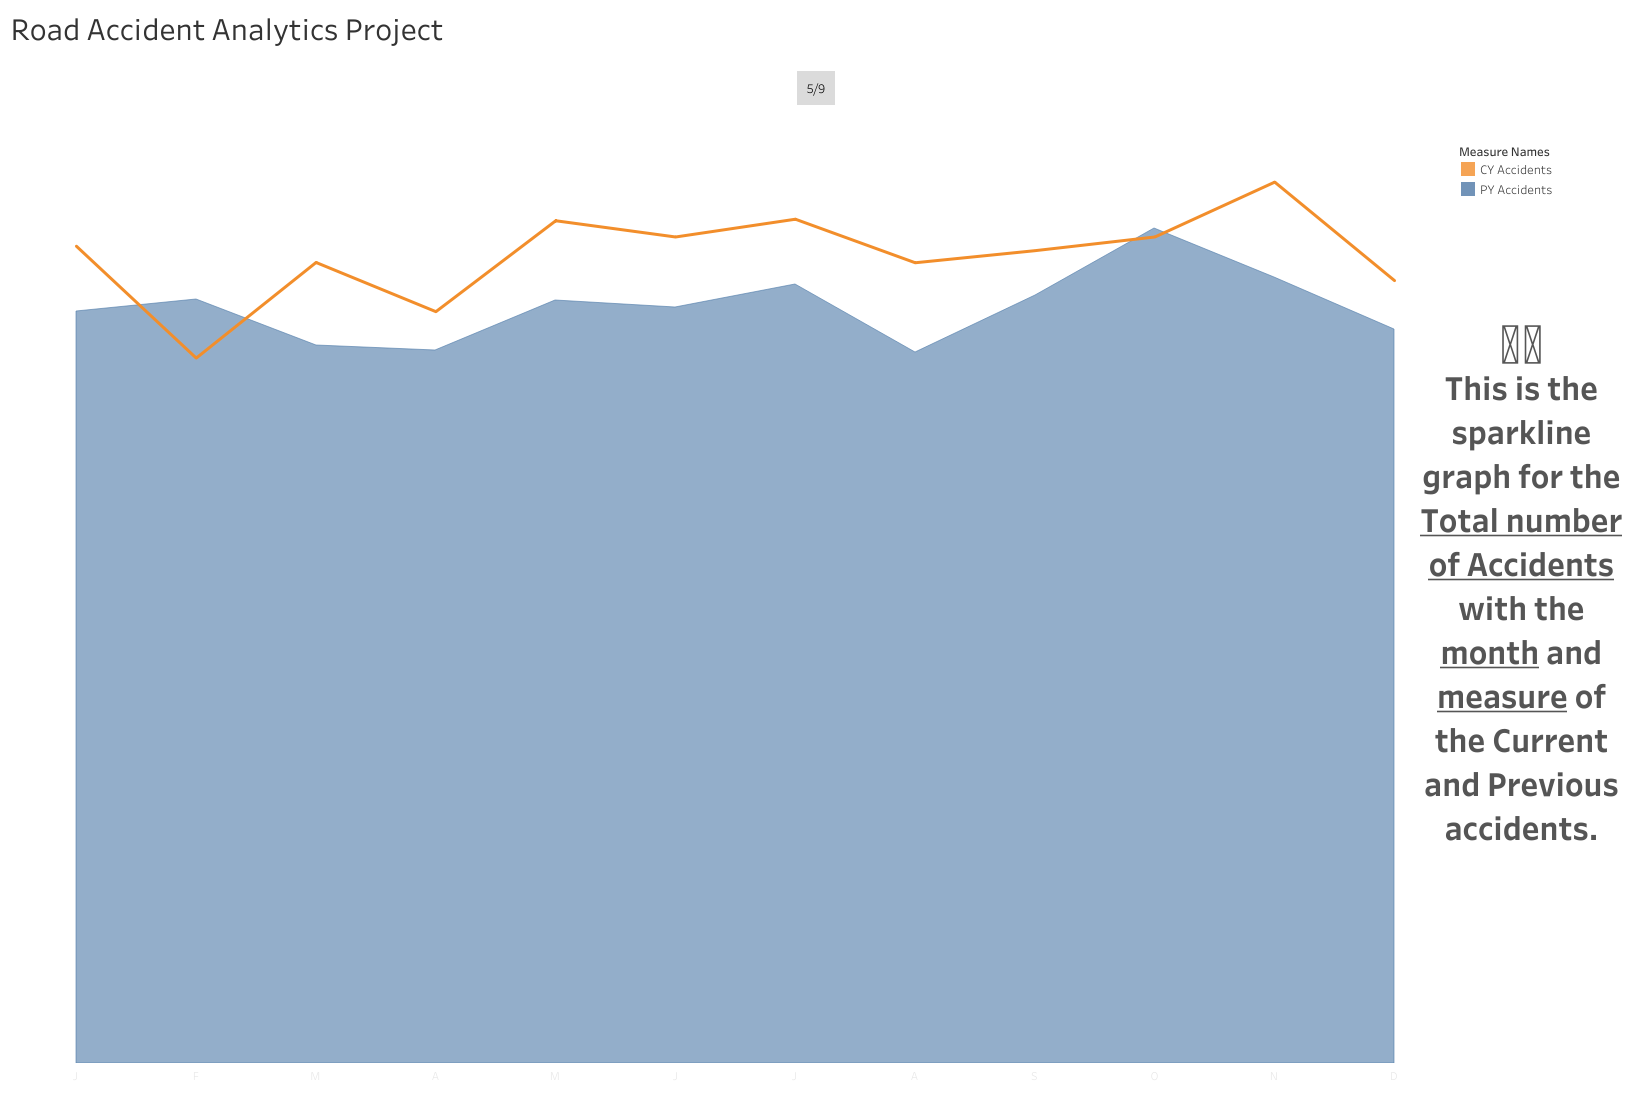 Road Accident Analytics Project
5/9
Measure Names
CY Accidents
PY Accidents
This is the
sparkline
graph for the
Total number
of Accidents
with the
month and
measure of
the Current
and Previous
accidents.
J F M A M J J A S O N D